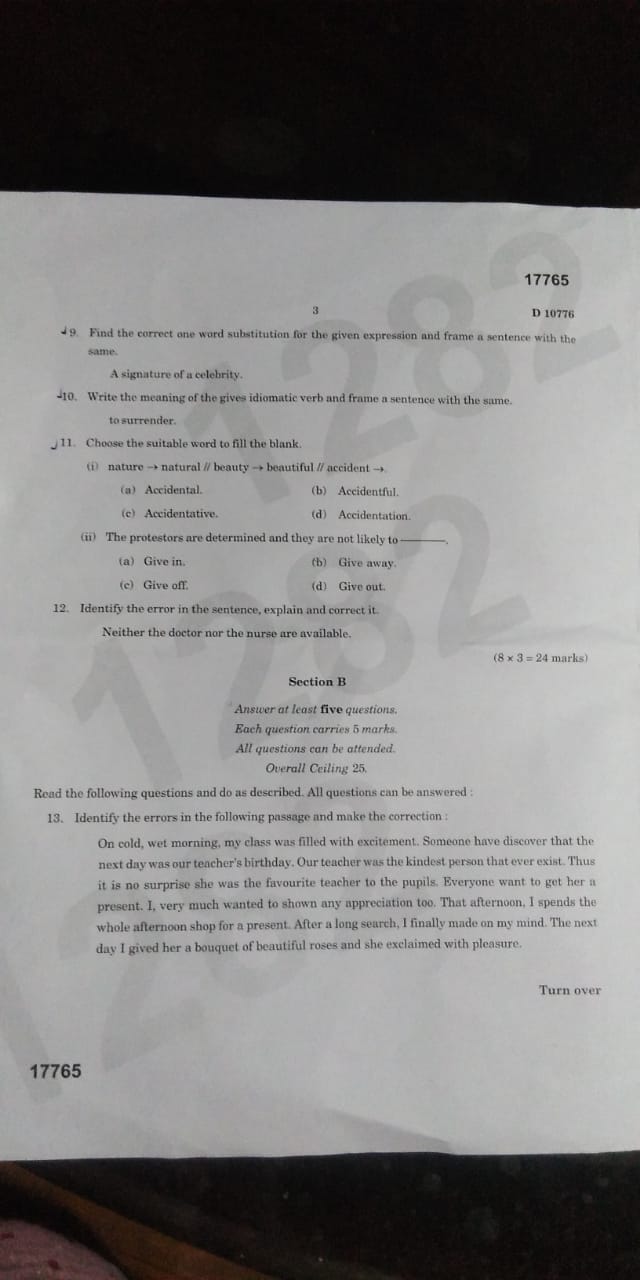 17765
3
D 10776
9. Find the correct one word substitution for the given expression and frame a sentence with the
same.
A signature of a celebrity.
10. Write the meaning of the gives idiomatic verb and frame a sentence with the same.
to surrender.
11. Choose the suitable word to fill the blank.
(i) nature → natural // beauty → beautiful // accident →.
(a) Accidental.
(b) Accidentful.
(c) Accidentative.
(d) Accidentation.
(ii) The protestors are determined and they are not likely to ———.
(a) Give in.
(b) Give away.
(c) Give off.
(d) Give out.
12. Identify the error in the sentence, explain and correct it.
Neither the doctor nor the nurse are available.
(8 × 3 = 24 marks)
Section B
Answer at least five questions.
Each question carries 5 marks.
All questions can be attended.
Overall Ceiling 25.
Read the following questions and do as described. All questions can be answered :
13. Identify the errors in the following passage and make the correction :
On cold, wet morning, my class was filled with excitement. Someone have discover that the
next day was our teacher's birthday. Our teacher was the kindest person that ever exist. Thus
it is no surprise she was the favourite teacher to the pupils. Everyone want to get her a
present. I, very much wanted to shown any appreciation too. That afternoon, I spends the
whole afternoon shop for a present. After a long search, I finally made on my mind. The next
day I gived her a bouquet of beautiful roses and she exclaimed with pleasure.
Turn over
17765
1282
1282
128